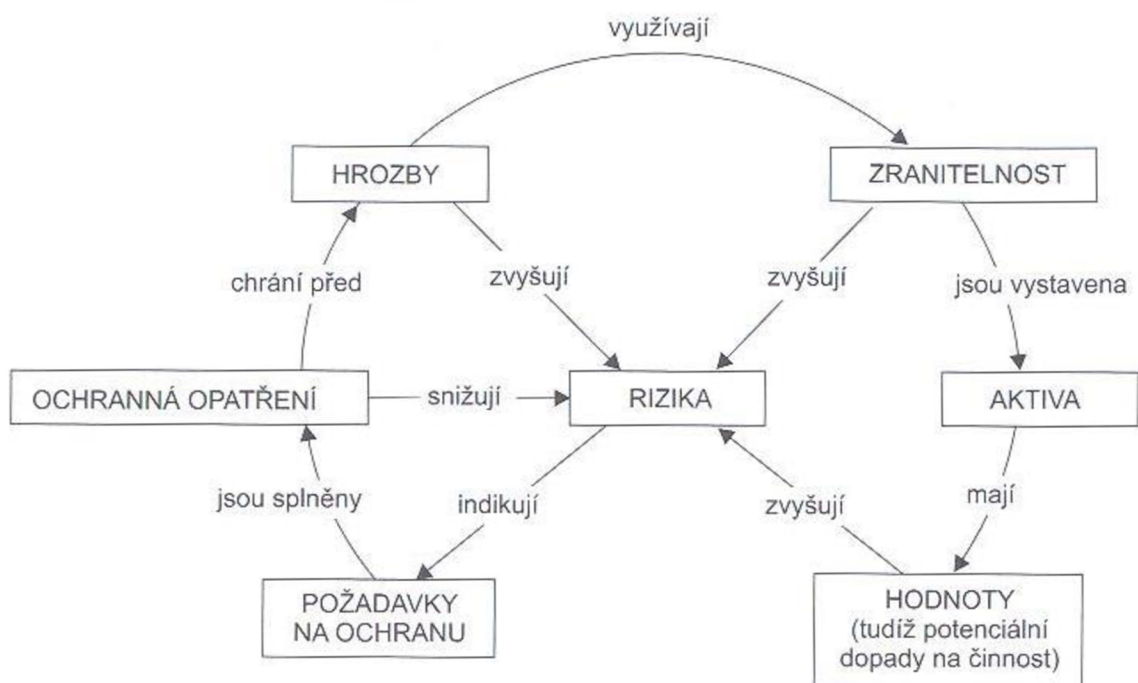 využívají
HROZBY
ZRANITELNOST
chrání před
zvyšují
zvyšují
jsou vystavena
OCHRANNÁ OPATŘENÍ
snižují
RIZIKA
AKTIVA
jsou splněny
indikují
zvyšují
mají
POŽADAVKY
NA OCHRANU
HODNOTY
(tudíž potenciální
dopady na činnost)